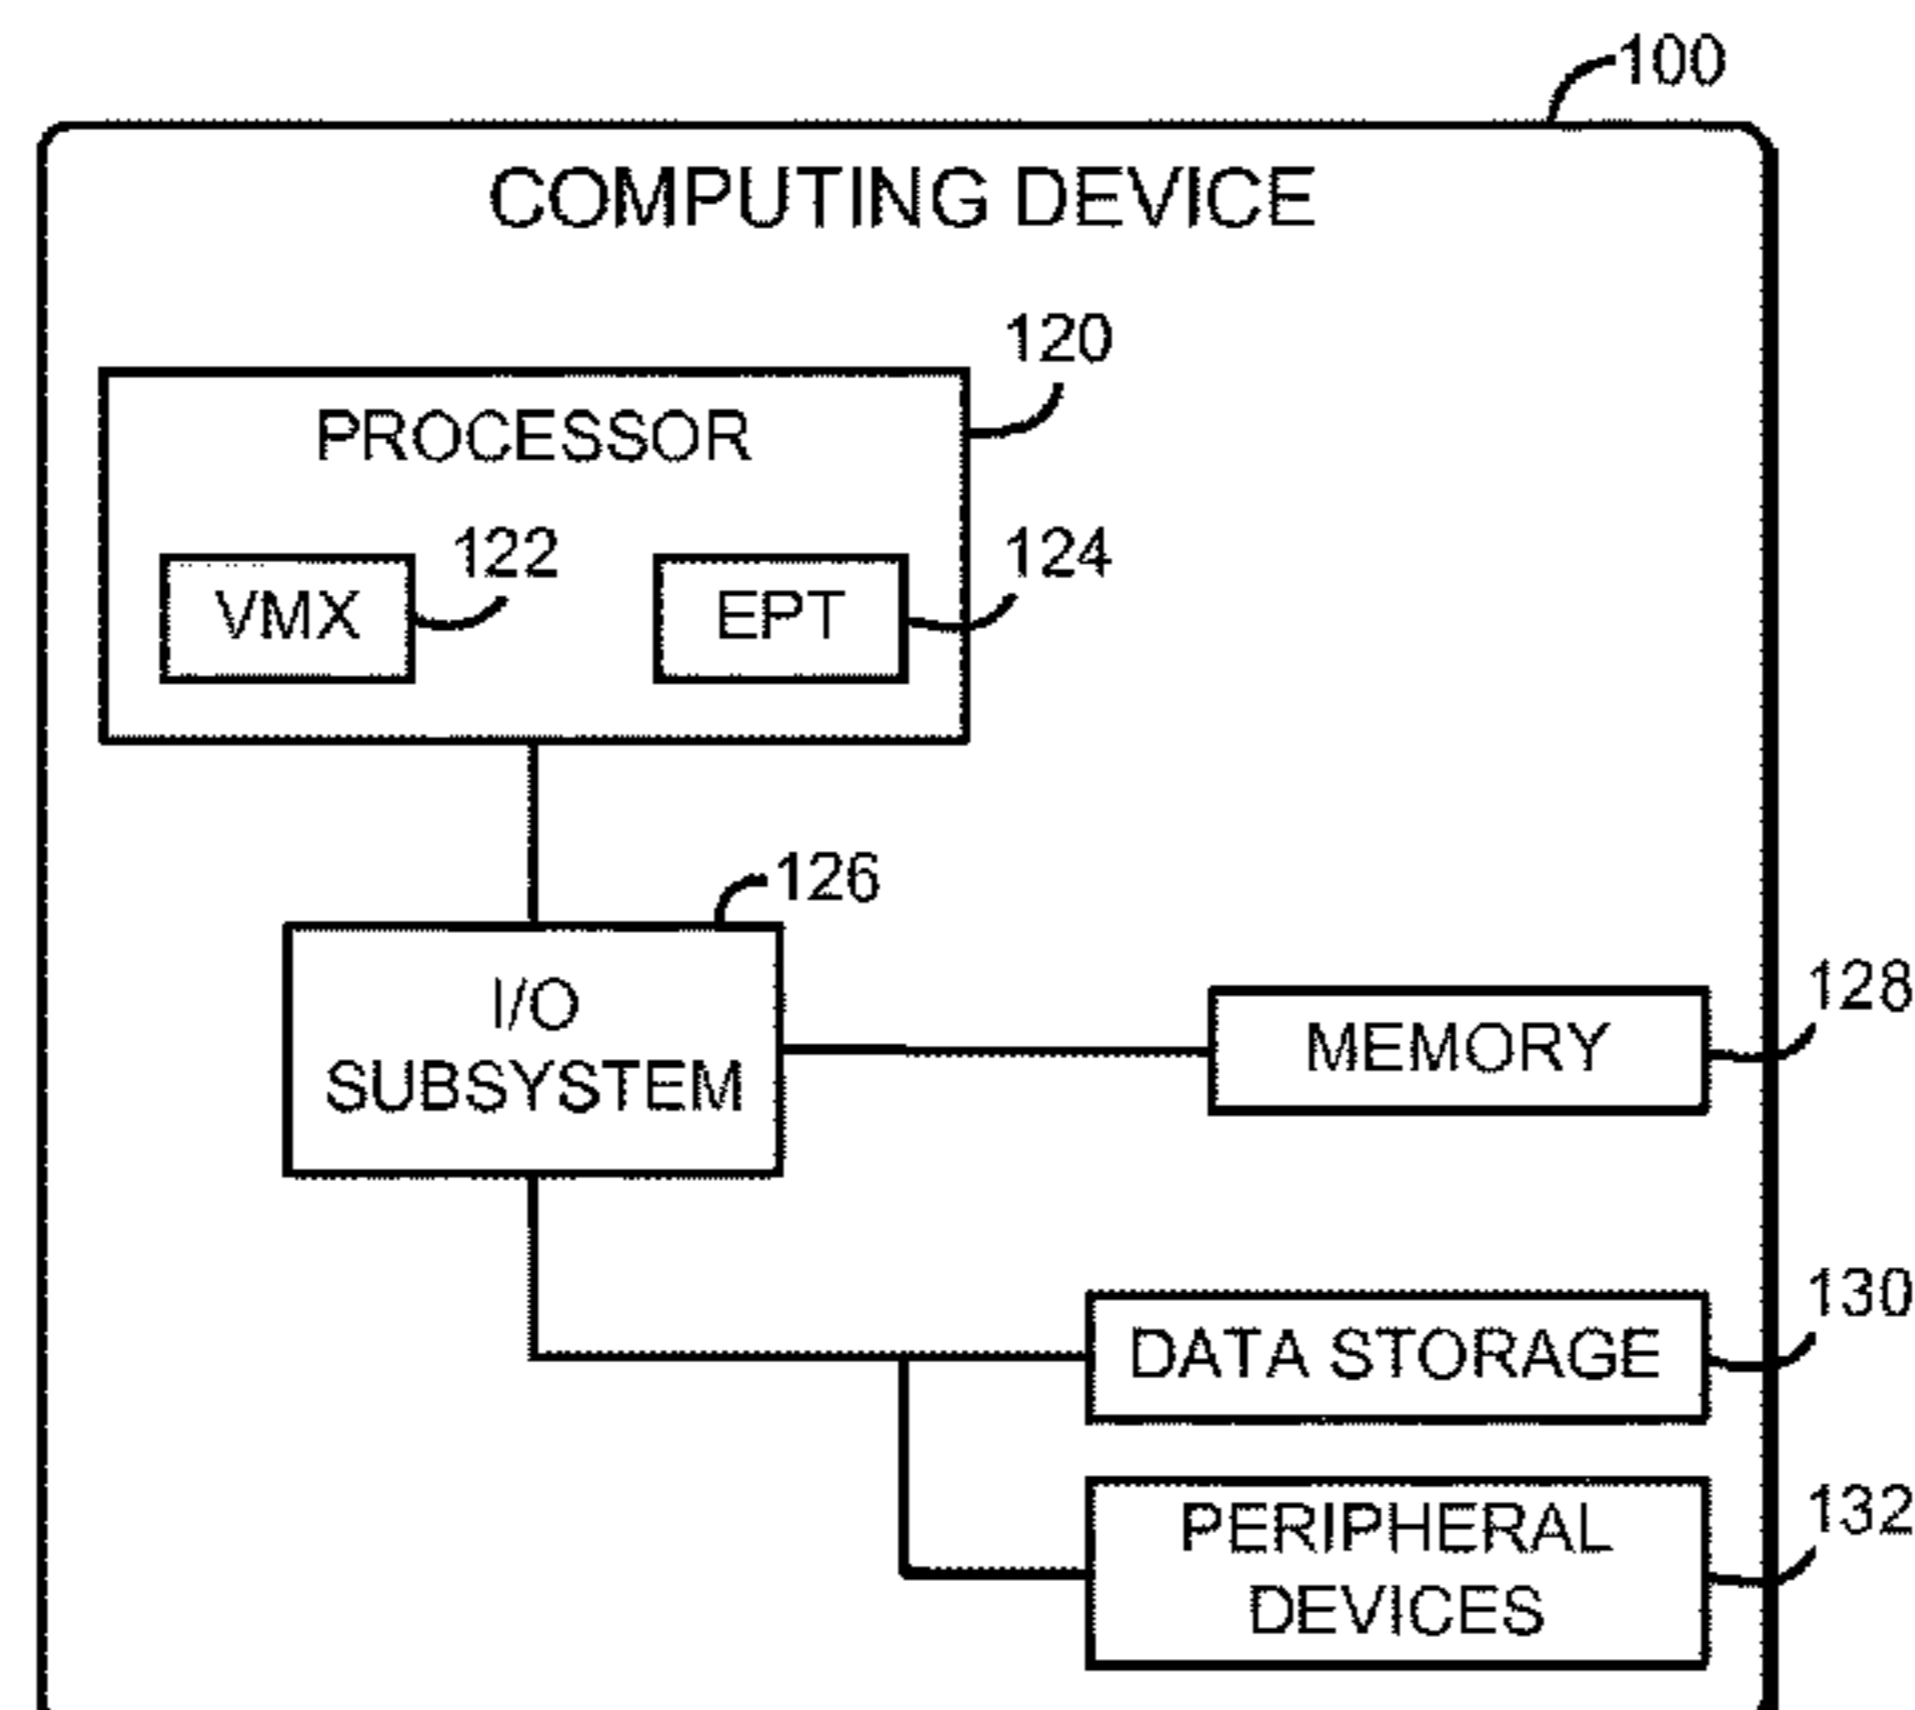 100
COMPUTING DEVICE
120
PROCESSOR
122
124
VMX
EPT
126
I/O
SUBSYSTEM
128
MEMORY
130
DATA STORAGE
132
PERIPHERAL
DEVICES